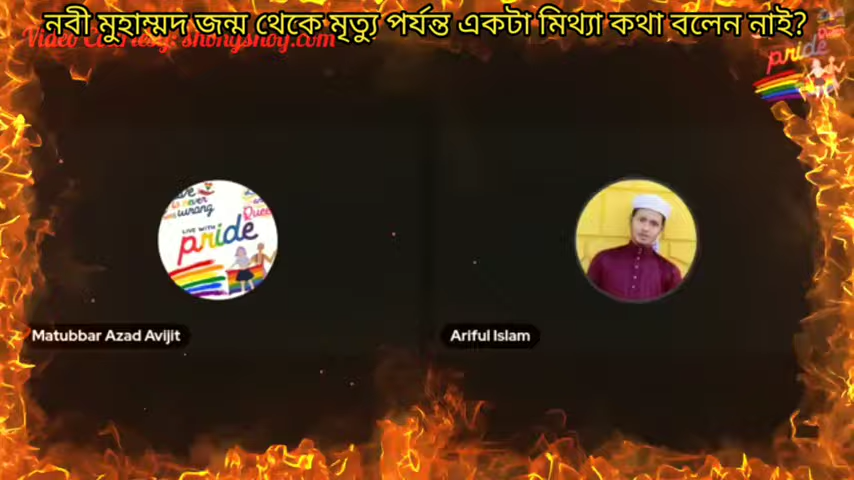 নবী মুহাম্মদ জন্ম থেকে মৃত্যু পর্যন্ত একটা মিথ্যা কথা বলেন নাই?
Video Courtesy: shonyshoy.com
pride
LIVE WITH
pride
Matubbar Azad Avijit
Ariful Islam